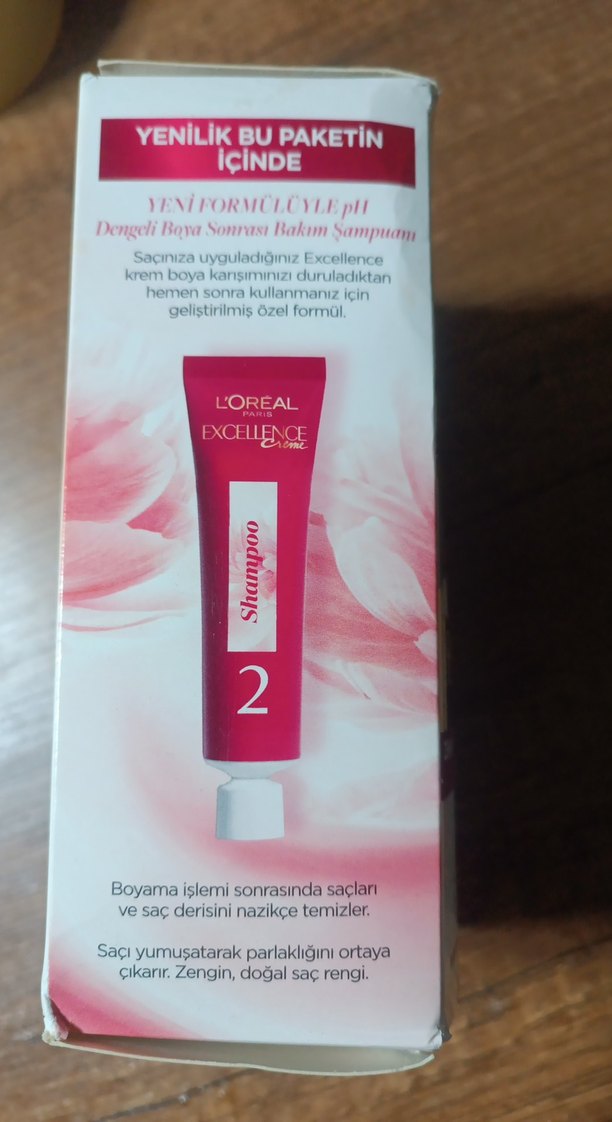 YENİLİK BU PAKETİN
İÇİNDE
YENİ FORMÜLÜYLE pH
Dengeli Boya Sonrası Bakım Şampuanı
Saçınıza uyguladığınız Excellence
krem boya karışımınızı duruladıktan
hemen sonra kullanmanız için
geliştirilmiş özel formül.
L'ORÉAL
PARIS
EXCELLENCE
Creme
Shampoo
2
Boyama işlemi sonrasında saçları
ve saç derisini nazikçe temizler.
Saçı yumuşatarak parlaklığını ortaya
çıkarır. Zengin, doğal saç rengi.